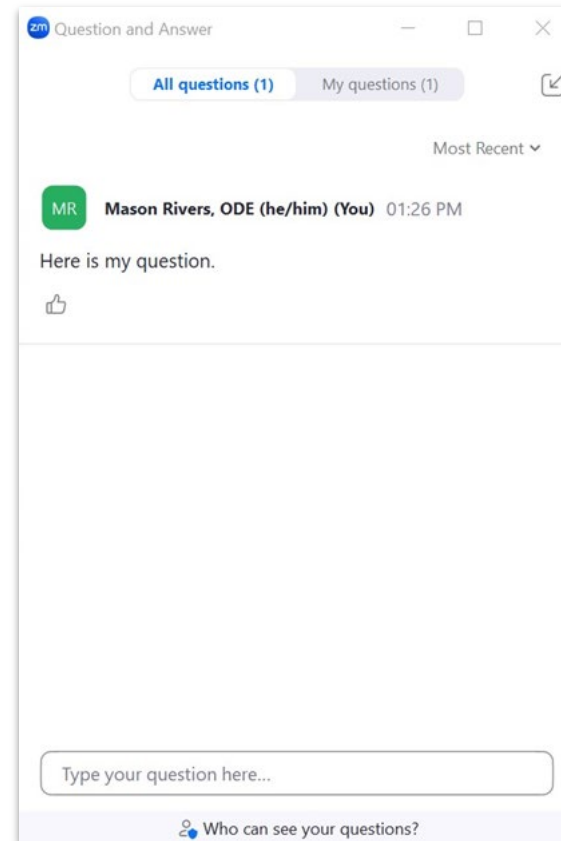 zm Question and Answer
All questions (1) My questions (1)
Most Recent
MR Mason Rivers, ODE (he/him) (You) 01:26 PM
Here is my question.
Type your question here...
Who can see your questions?